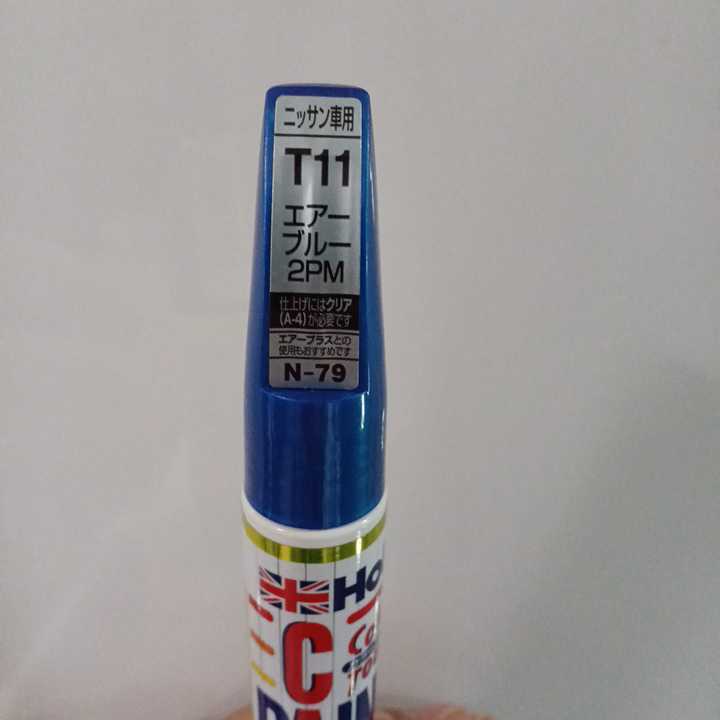 ニッサン車用
T11
エアー
ブルー
2PM
仕上げにはクリア
(A-4)が必要です
エアープラスとの
使用もおすすめです
N-79
C